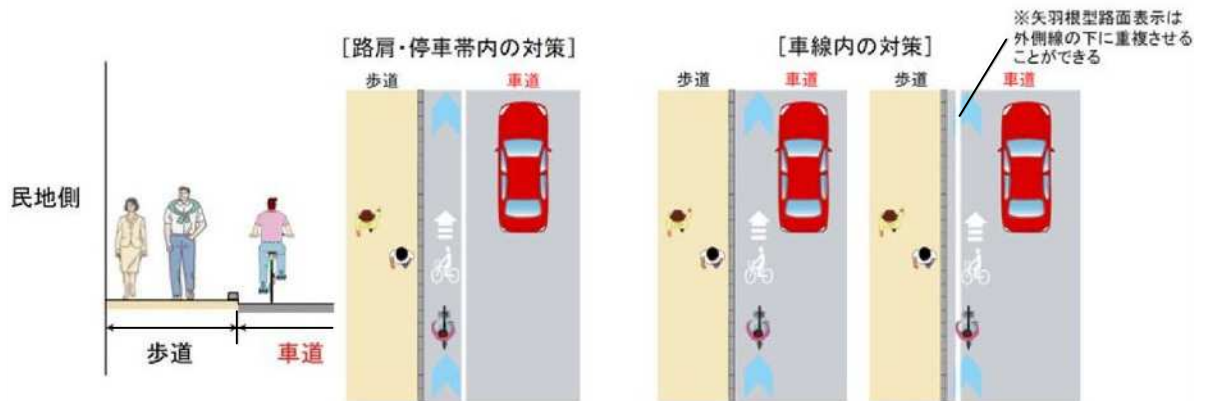 ※矢羽根型路面表示は
外側線の下に重複させる
ことができる
[路肩・停車帯内の対策]
[車線内の対策]
歩道
車道
歩道
車道
歩道
車道
民地側
歩道
車道